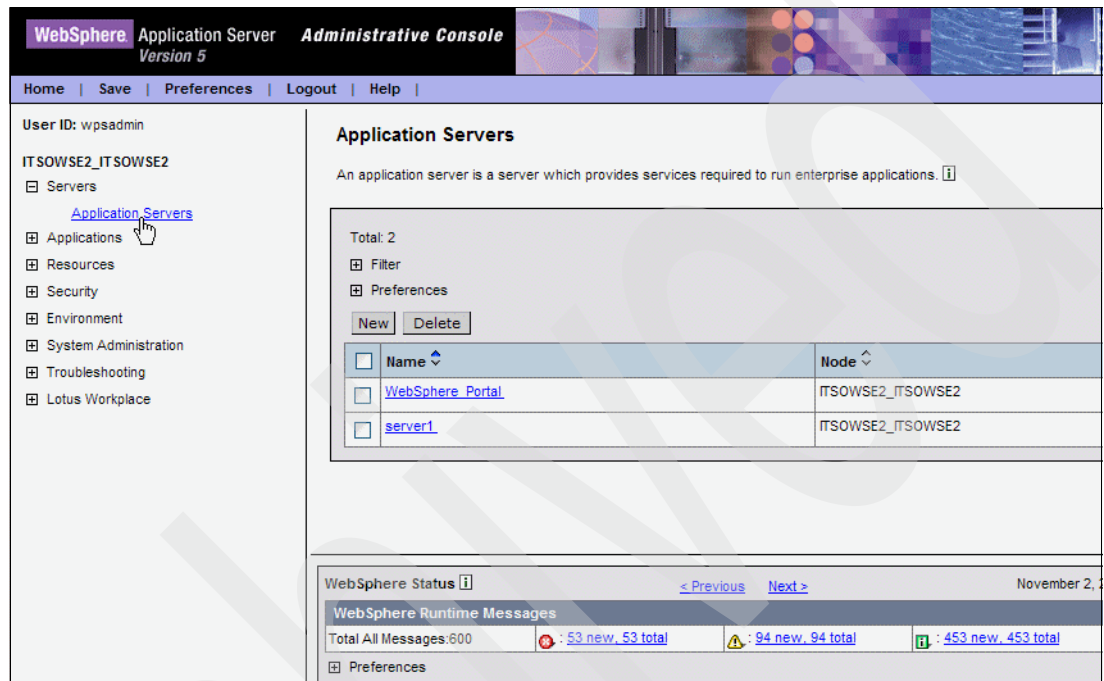 WebSphere. Application Server Administrative Console
Version 5
Home | Save | Preferences | Logout | Help |
User ID: wpsadmin
ITSOWSE2_ITSOWSE2
Servers
Application Servers
Applications
Resources
Security
Environment
System Administration
Troubleshooting
Lotus Workplace
Application Servers
An application server is a server which provides services required to run enterprise applications.
Total: 2
Filter
Preferences
New Delete
Name Node
WebSphere_Portal ITSOWSE2_ITSOWSE2
server1 ITSOWSE2_ITSOWSE2
WebSphere Status < Previous Next > November 2,
WebSphere Runtime Messages
Total All Messages:600 : 53 new, 53 total : 94 new, 94 total : 453 new, 453 total
Preferences